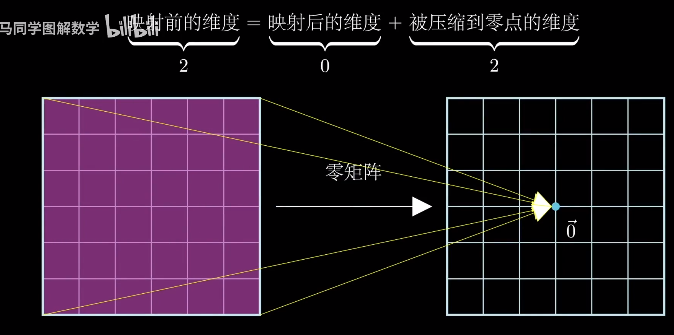 映射前的维度 = 映射后的维度 + 被压缩到零点的维度
马同学图解数学 bilibili
2 0 2
零矩阵
0⃗